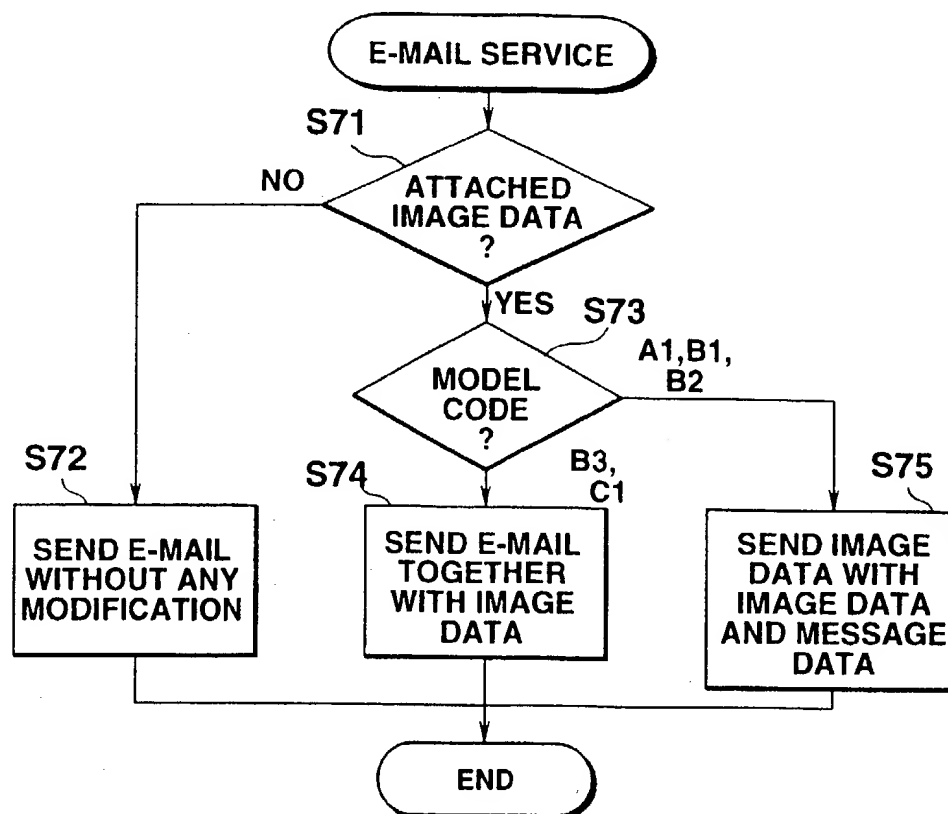 E-MAIL SERVICE
S71
NO
ATTACHED
IMAGE DATA
?
YES
S73
MODEL
CODE
?
A1,B1,
B2
B3,
C1
S72
SEND E-MAIL
WITHOUT ANY
MODIFICATION
S74
SEND E-MAIL
TOGETHER
WITH IMAGE
DATA
S75
SEND IMAGE
DATA WITH
IMAGE DATA
AND MESSAGE
DATA
END